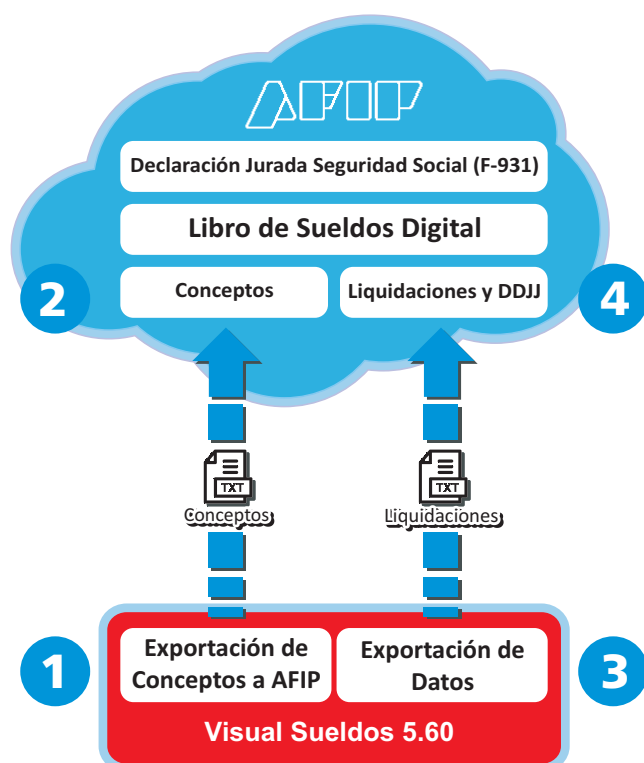 AFIP
Declaración Jurada Seguridad Social (F-931)
Libro de Sueldos Digital
2
Conceptos
Liquidaciones y DDJJ
4
TXT
Conceptos
TXT
Liquidaciones
1
Exportación de
Conceptos a AFIP
Exportación de
Datos
3
Visual Sueldos 5.60